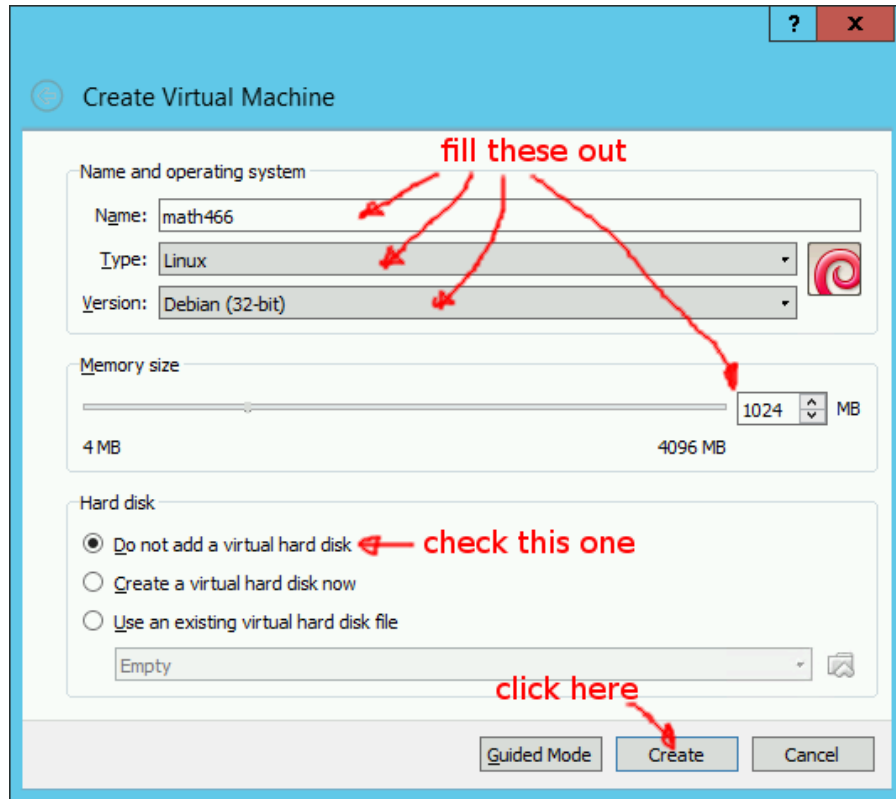 ? x
Create Virtual Machine
fill these out
Name and operating system
Name: math466
Type: Linux
Version: Debian (32-bit)
Memory size
1024 MB
4 MB 4096 MB
Hard disk
Do not add a virtual hard disk check this one
Create a virtual hard disk now
Use an existing virtual hard disk file
Empty
click here
Guided Mode Create Cancel